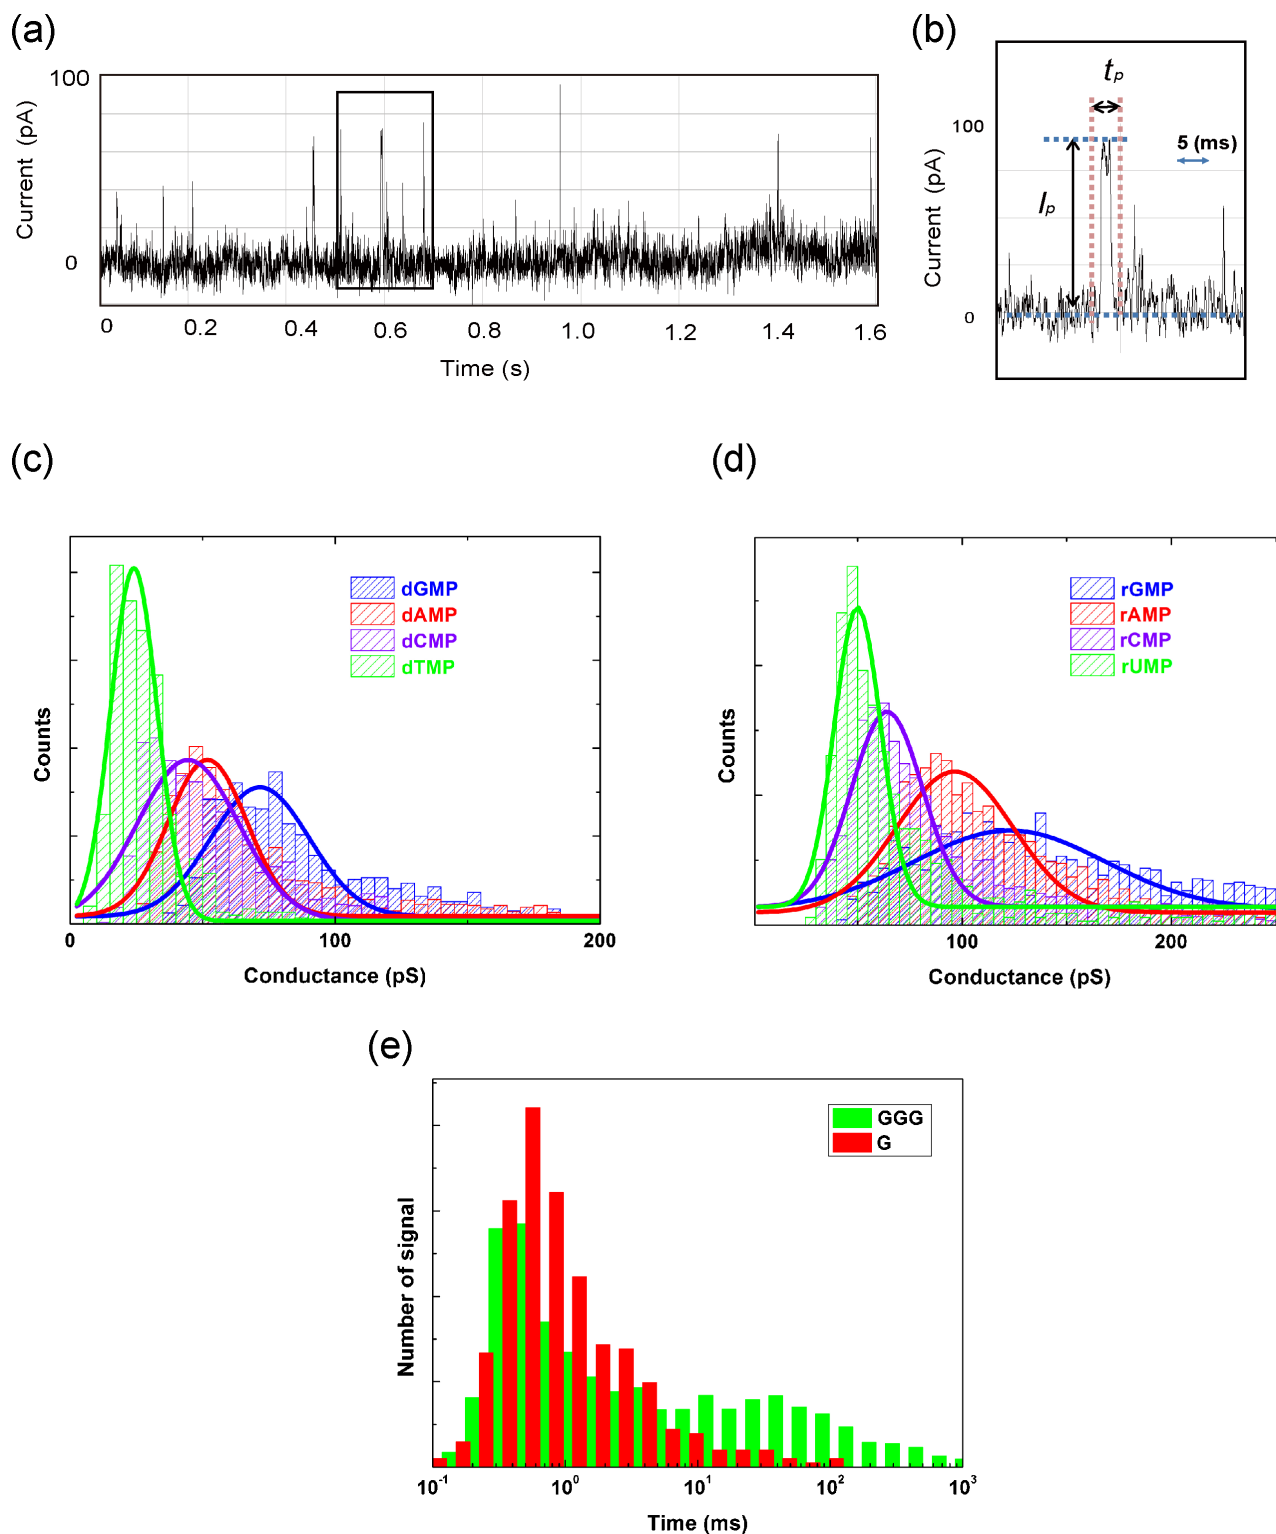 (a)
100
Current (pA)
0
0 0.2 0.4 0.6 0.8 1.0 1.2 1.4 1.6
Time (s)
(b)
tp
100
5 (ms)
Ip
Current (pA)
0
(c)
dGMP
dAMP
dCMP
dTMP
Counts
0 100 200
Conductance (pS)
(d)
rGMP
rAMP
rCMP
rUMP
Counts
100 200
Conductance (pS)
(e)
GGG
G
Number of signal
10-1 100 101 102 103
Time (ms)